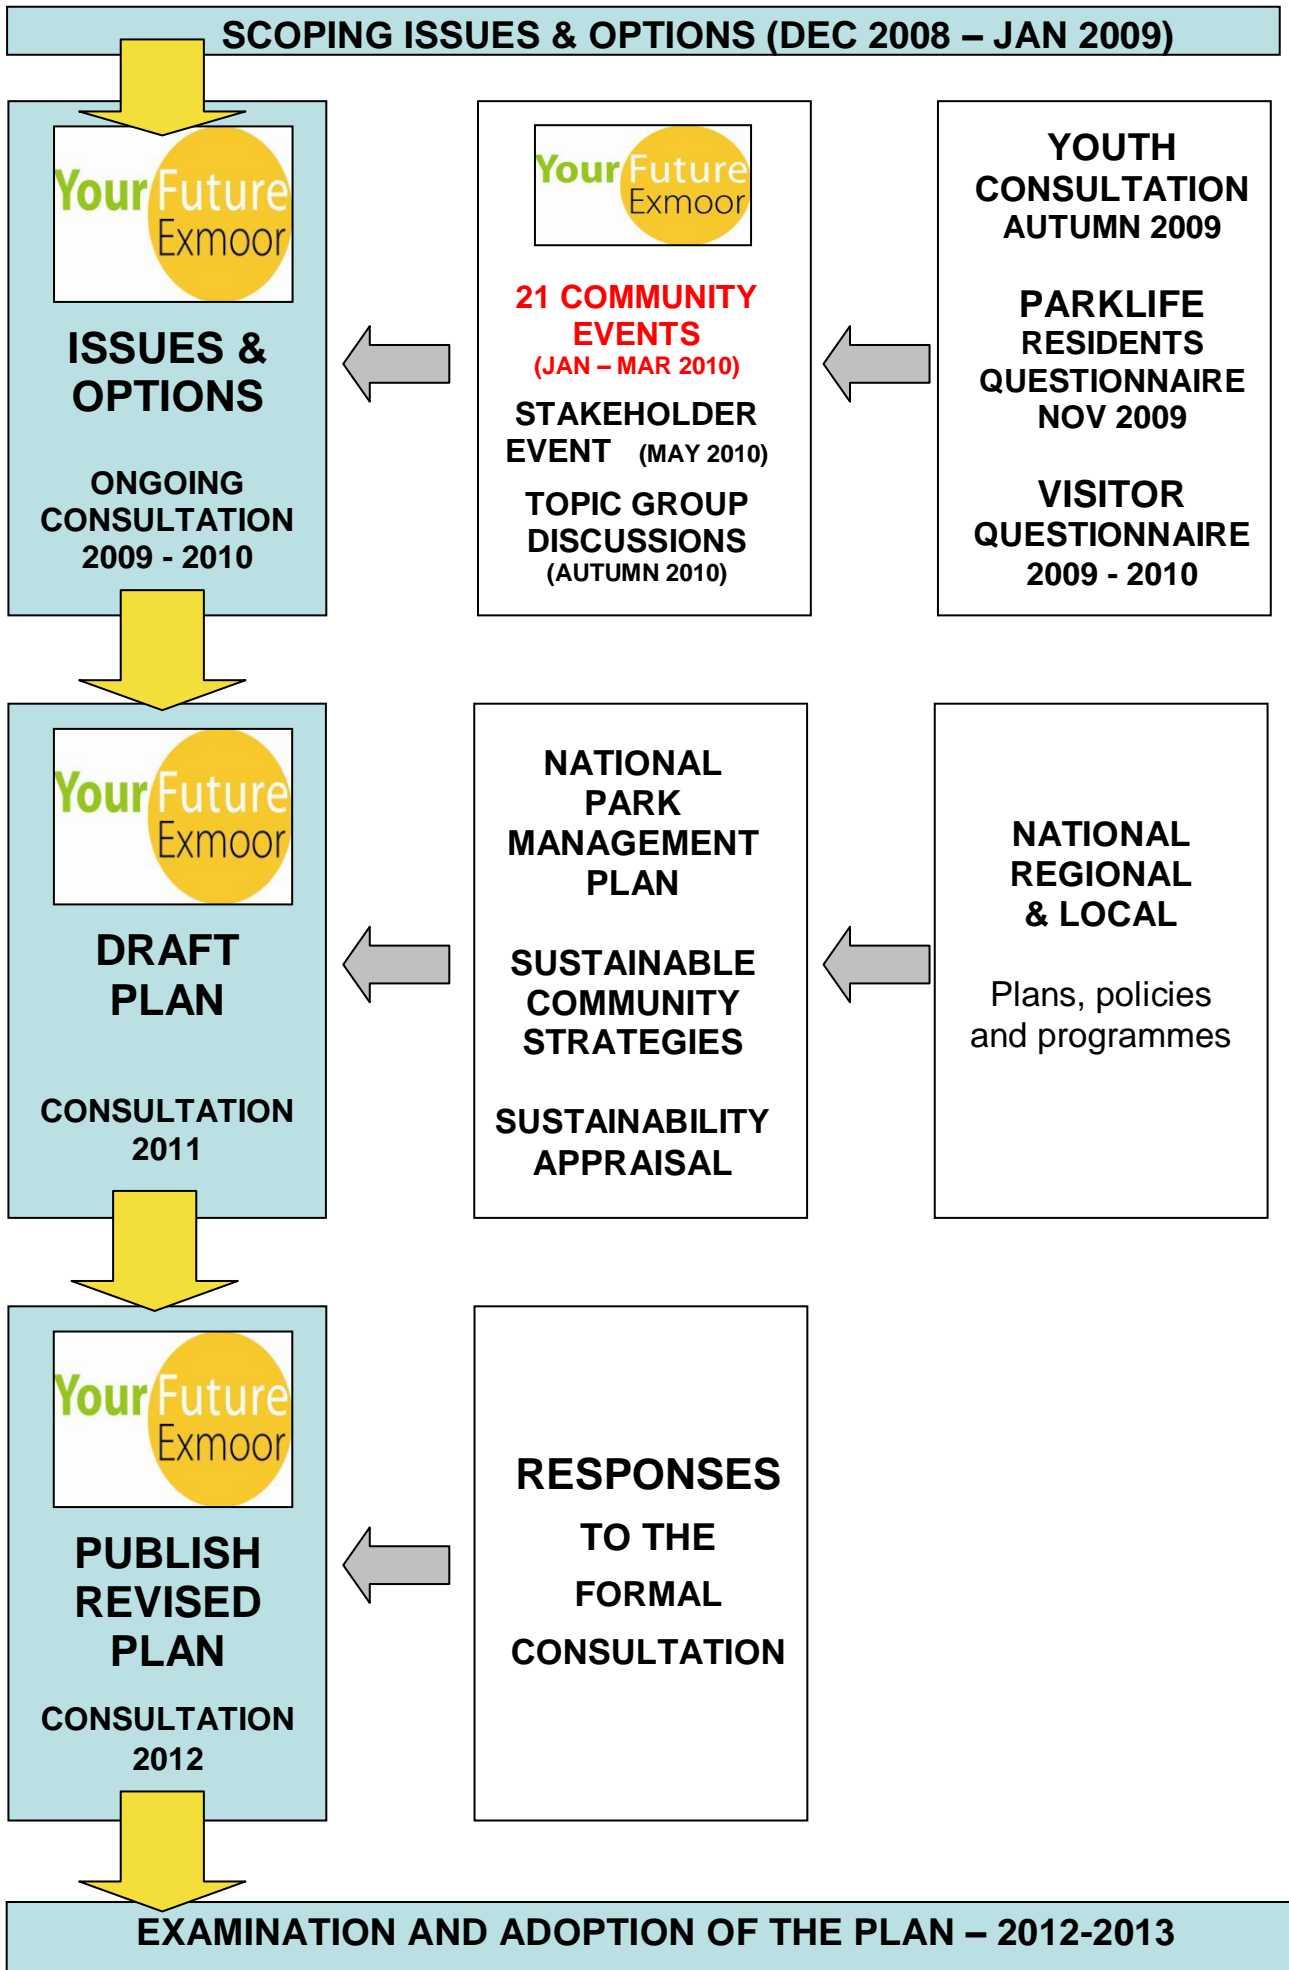 SCOPING ISSUES & OPTIONS (DEC 2008 – JAN 2009)
Your Future
Exmoor
ISSUES &
OPTIONS
ONGOING
CONSULTATION
2009 - 2010
Your Future
Exmoor
21 COMMUNITY
EVENTS
(JAN – MAR 2010)
STAKEHOLDER
EVENT (MAY 2010)
TOPIC GROUP
DISCUSSIONS
(AUTUMN 2010)
YOUTH
CONSULTATION
AUTUMN 2009
PARKLIFE
RESIDENTS
QUESTIONNAIRE
NOV 2009
VISITOR
QUESTIONNAIRE
2009 - 2010
Your Future
Exmoor
DRAFT
PLAN
CONSULTATION
2011
NATIONAL
PARK
MANAGEMENT
PLAN
SUSTAINABLE
COMMUNITY
STRATEGIES
SUSTAINABILITY
APPRAISAL
NATIONAL
REGIONAL
& LOCAL
Plans, policies
and programmes
Your Future
Exmoor
PUBLISH
REVISED
PLAN
CONSULTATION
2012
RESPONSES
TO THE
FORMAL
CONSULTATION
EXAMINATION AND ADOPTION OF THE PLAN – 2012-2013